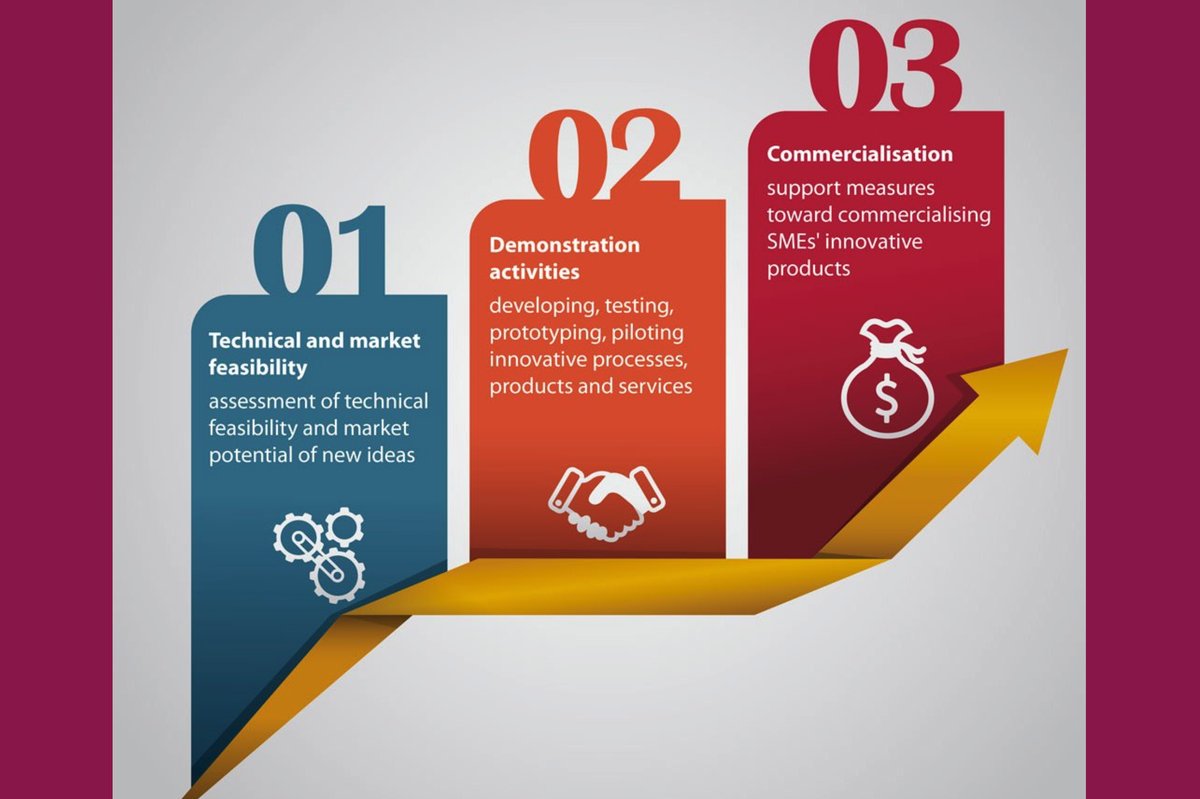 01
Technical and market
feasibility
assessment of technical
feasibility and market
potential of new ideas
02
Demonstration
activities
developing, testing,
prototyping, piloting
innovative processes,
products and services
03
Commercialisation
support measures
toward commercialising
SMEs' innovative
products
$